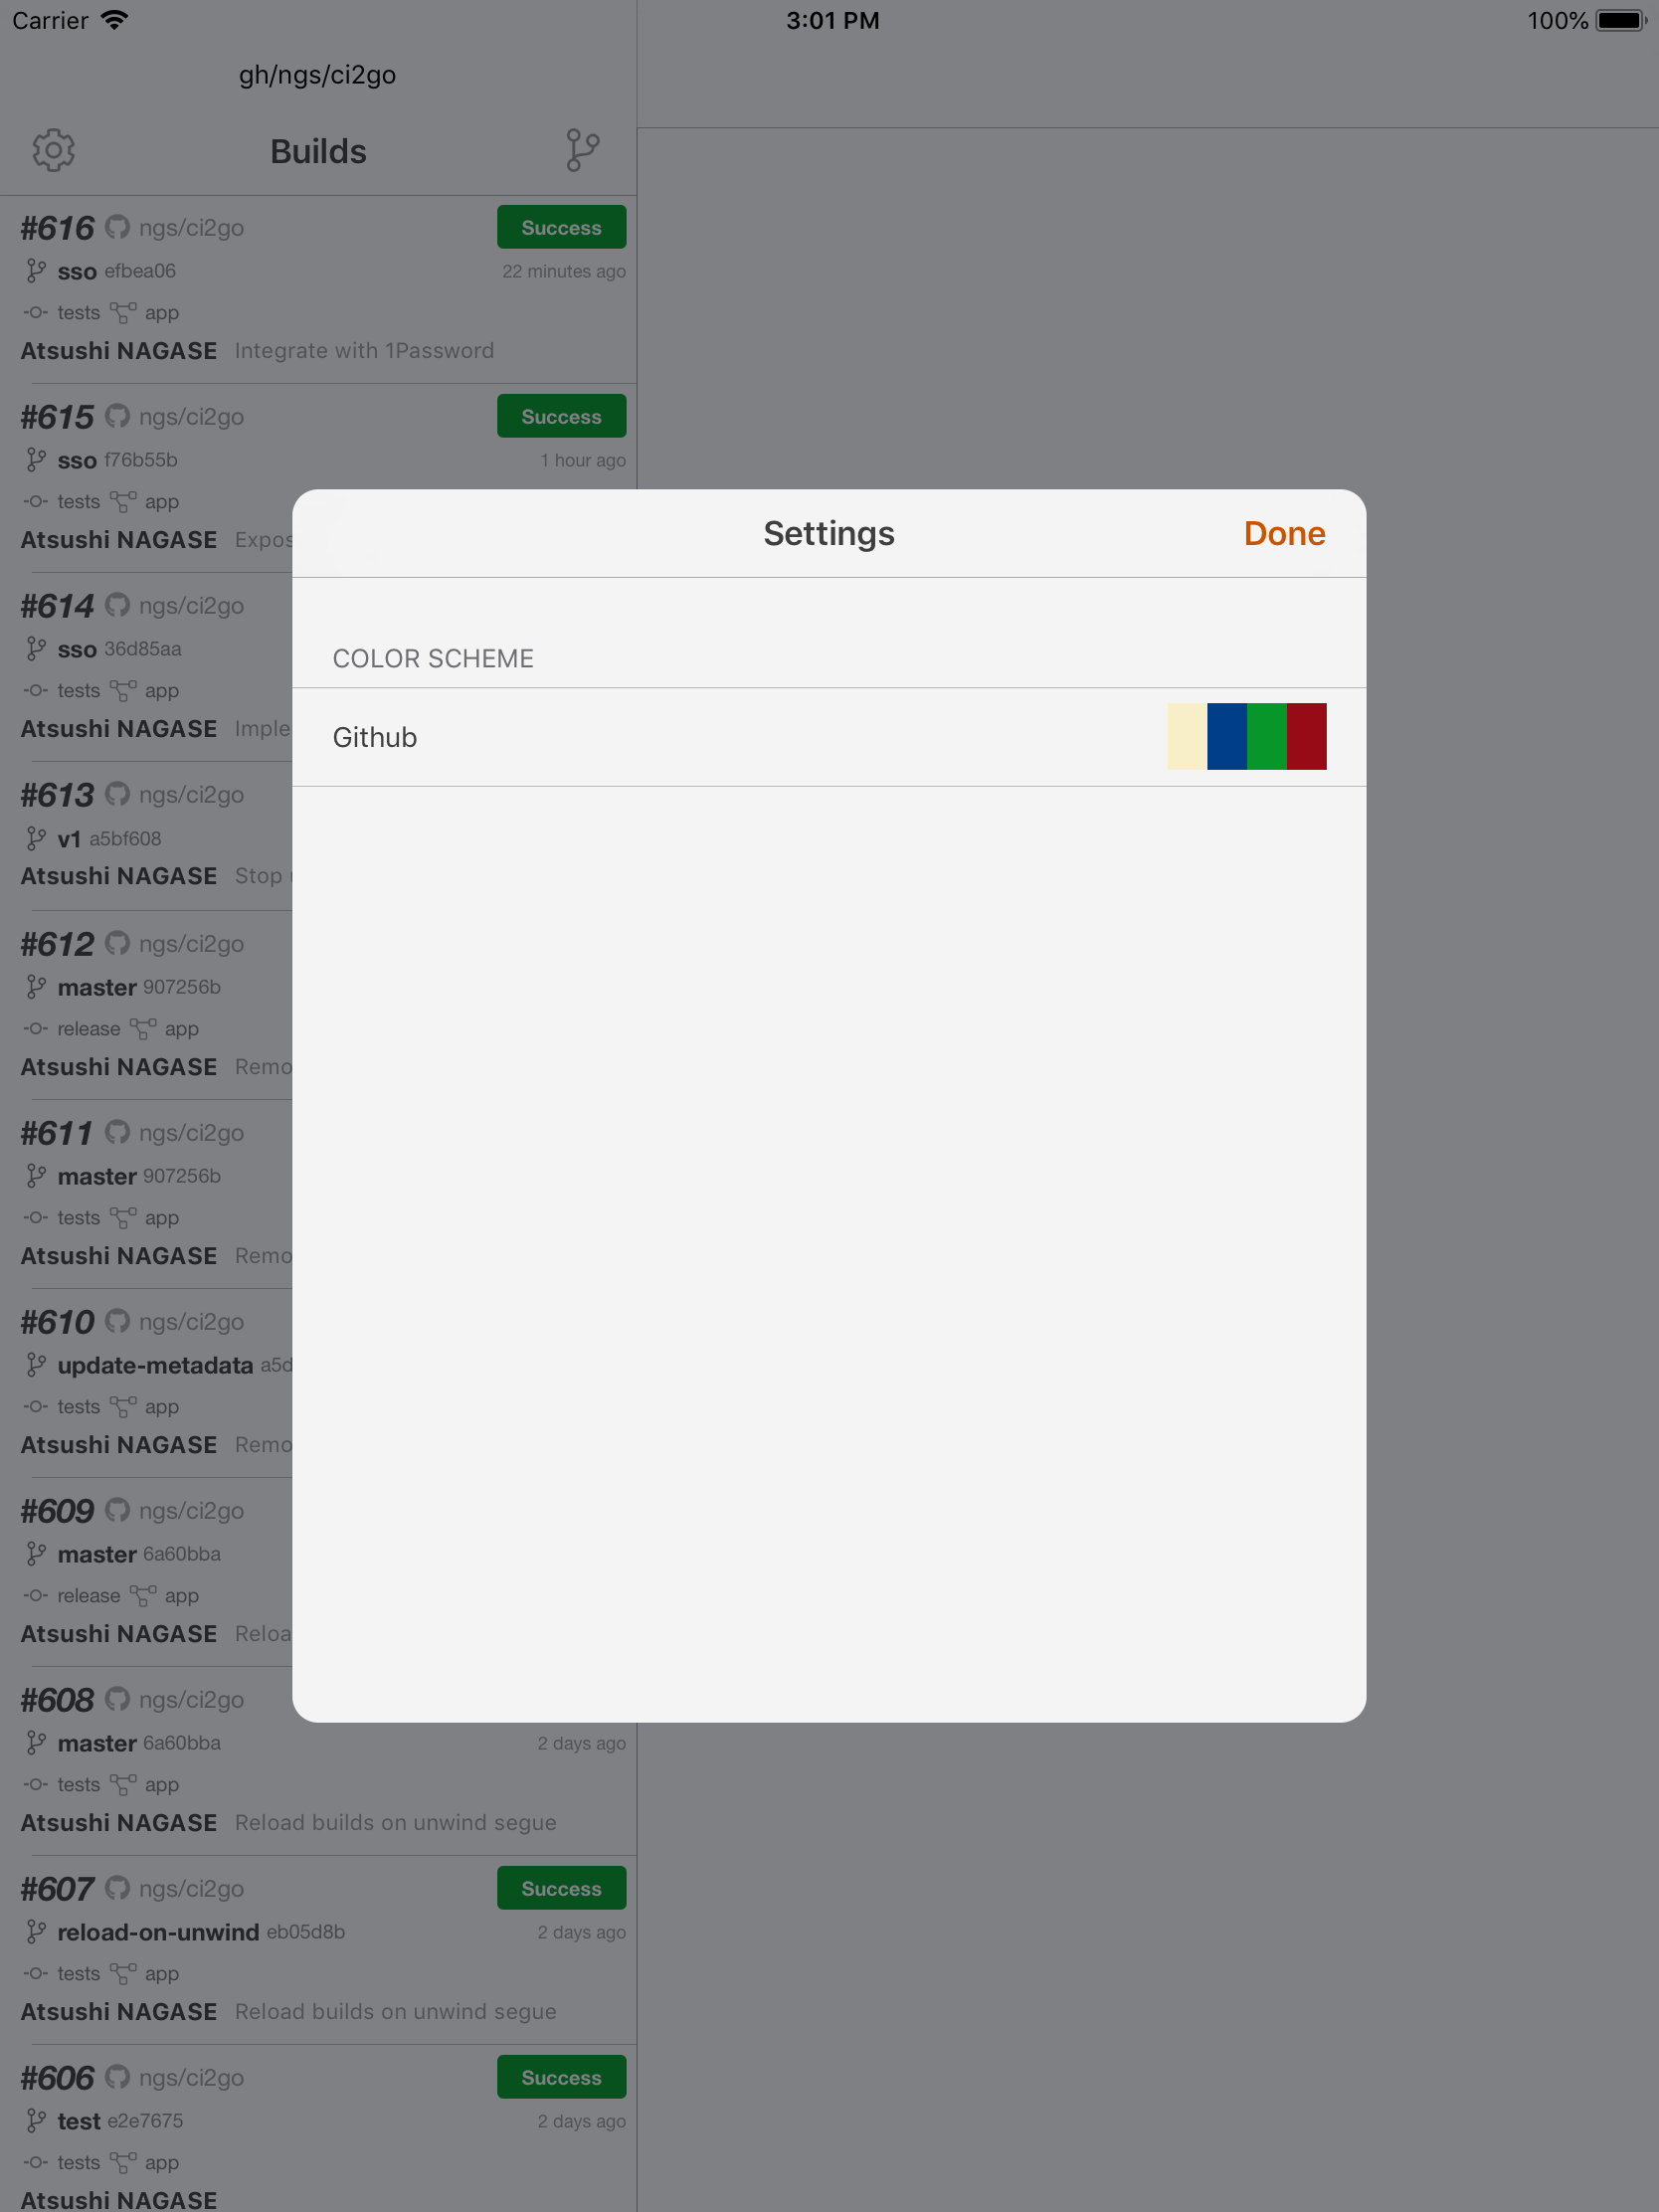 Carrier 3:01 PM 100%
gh/ngs/ci2go
Builds
#616 ngs/ci2go Success
sso efbea06 22 minutes ago
tests app
Atsushi NAGASE Integrate with 1Password
#615 ngs/ci2go Success
sso f76b55b 1 hour ago
tests app
Atsushi NAGASE
#614 ngs/ci2go
sso 36d85aa
tests app
Atsushi NAGASE
#613 ngs/ci2go
v1 a5bf608
Atsushi NAGASE Stop
#612 ngs/ci2go
master 907256b
release app
Atsushi NAGASE
#611 ngs/ci2go
master 907256b
tests app
Atsushi NAGASE
#610 ngs/ci2go
update-metadata
tests app
Atsushi NAGASE
#609 ngs/ci2go
master 6a60bba
release app
Atsushi NAGASE
#608 ngs/ci2go
master 6a60bba 2 days ago
tests app
Atsushi NAGASE Reload builds on unwind segue
#607 ngs/ci2go Success
reload-on-unwind eb05d8b 2 days ago
tests app
Atsushi NAGASE Reload builds on unwind segue
#606 ngs/ci2go Success
test e2e7675 2 days ago
tests app
Atsushi NAGASE
Settings Done
COLOR SCHEME
Github